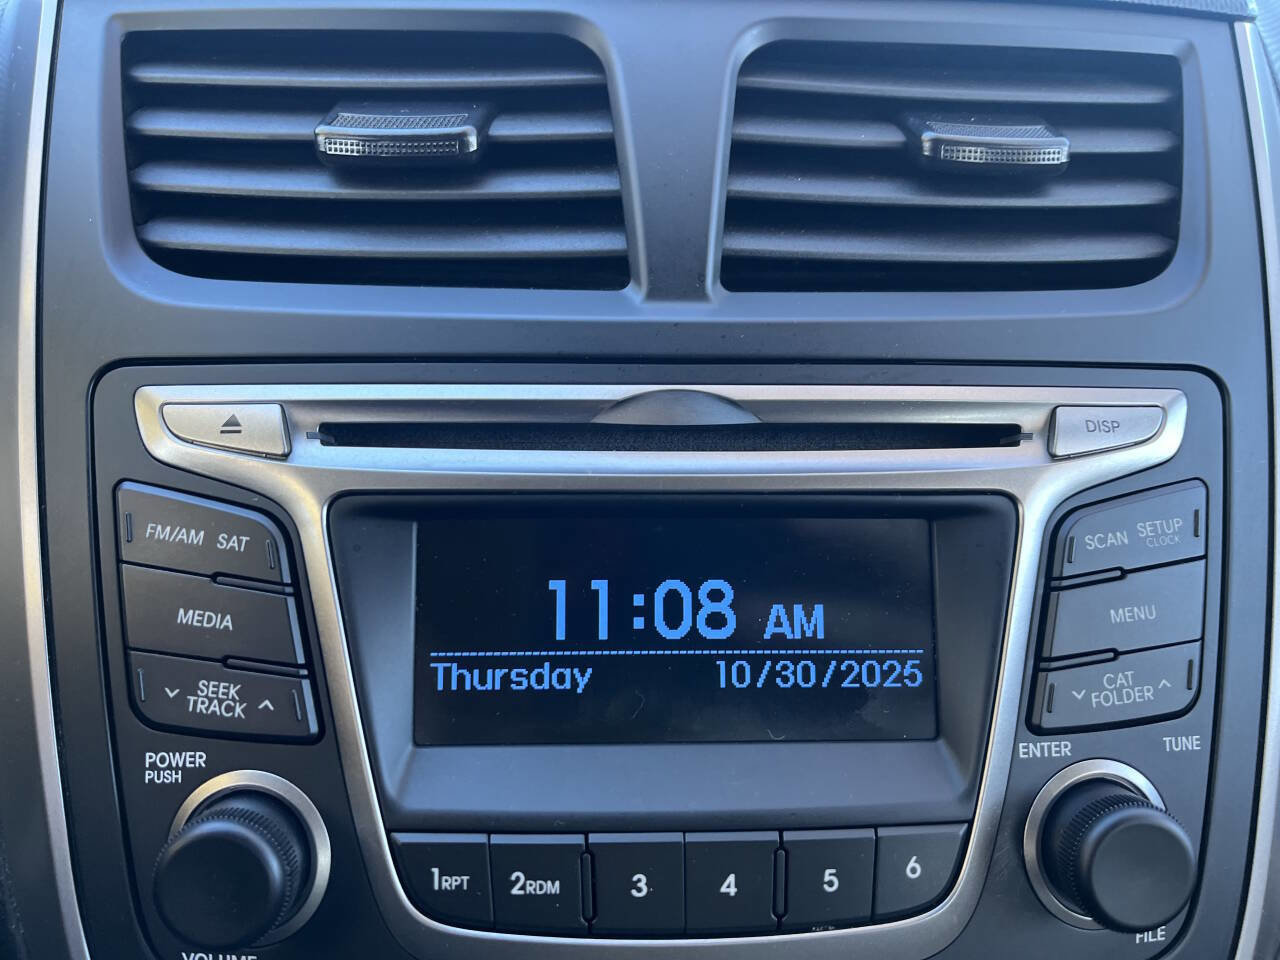 DISP
FM/AM SAT
MEDIA
SEEK
TRACK
POWER
PUSH
VOLUME
11:08 AM
Thursday 10/30/2025
SCAN SETUP
CLOCK
MENU
CAT
FOLDER
ENTER TUNE
FILE
1RPT 2RDM 3 4 5 6